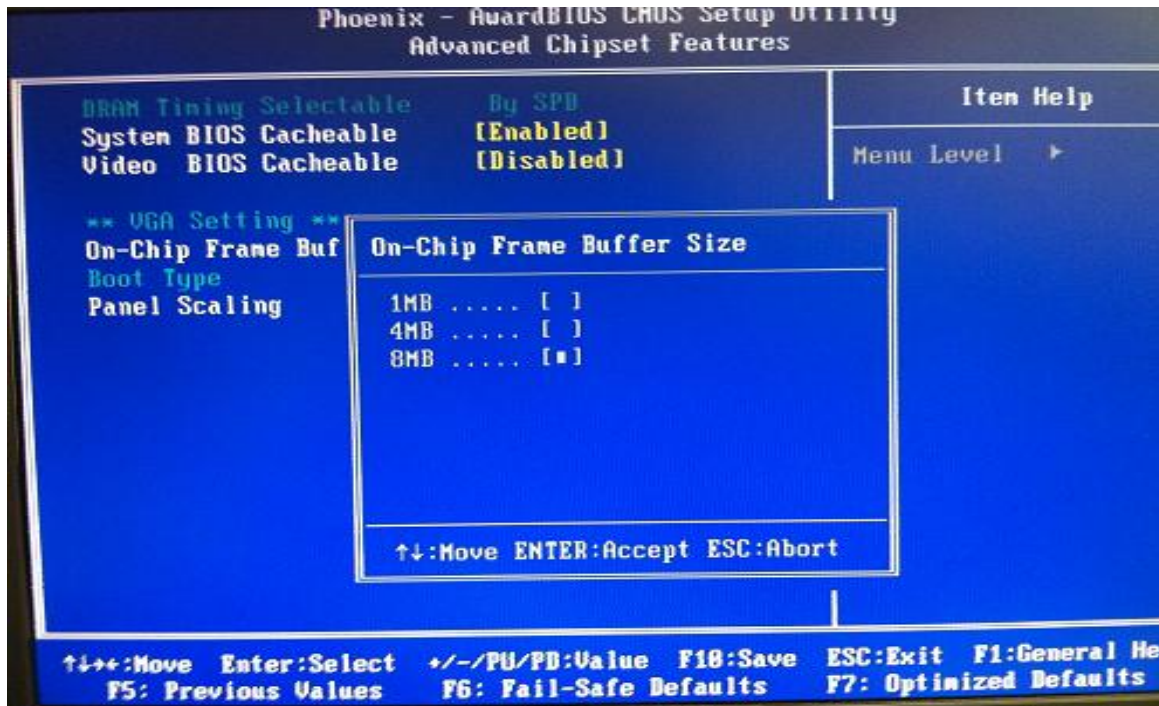 Phoenix - AwardBIOS CMOS Setup Utility
Advanced Chipset Features
DRAM Timing Selectable By SPD
System BIOS Cacheable [Enabled]
Video BIOS Cacheable [Disabled]
** VGA Setting **
On-Chip Frame Buf
Boot Type
Panel Scaling
On-Chip Frame Buffer Size
1MB ..... [ ]
4MB ..... [ ]
8MB ..... [■]
↑↓:Move ENTER:Accept ESC:Abort
Item Help
Menu Level ►
↑↓→←:Move Enter:Select +/-/PU/PD:Value F10:Save ESC:Exit F1:General He
F5: Previous Values F6: Fail-Safe Defaults F7: Optimized Defaults